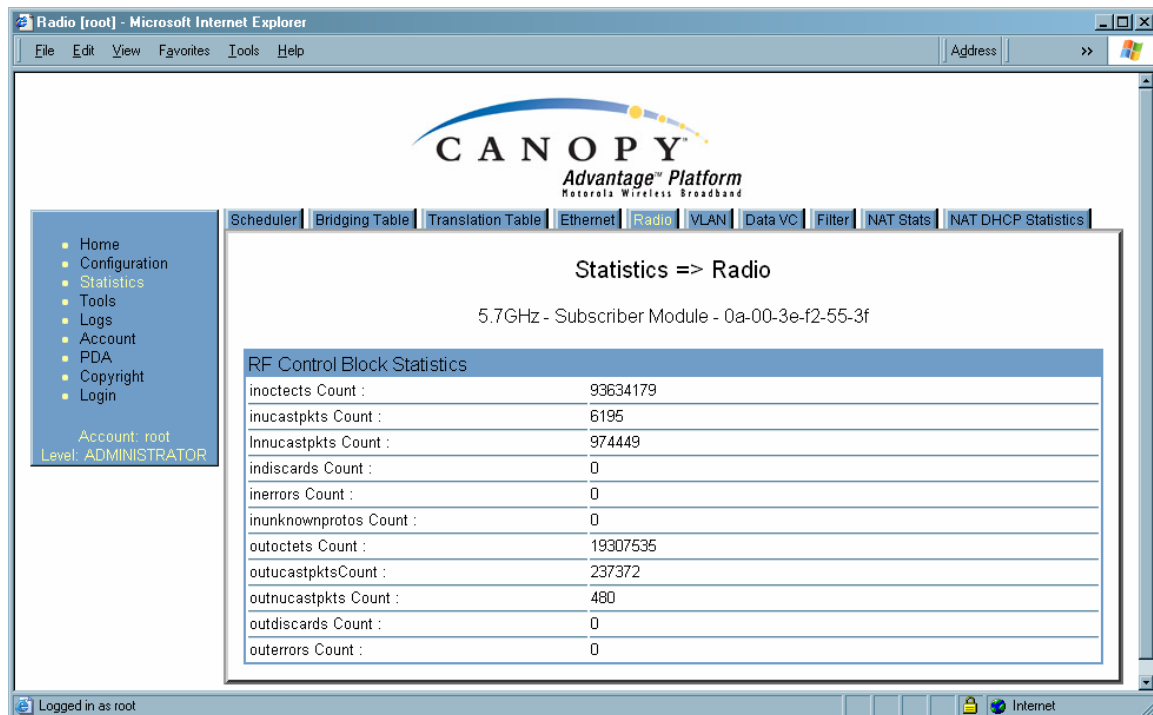 Radio [root] - Microsoft Internet Explorer
File Edit View Favorites Tools Help Address »
CANOPY™
Advantage™ Platform
Motorola Wireless Broadband
Scheduler Bridging Table Translation Table Ethernet Radio VLAN Data VC Filter NAT Stats NAT DHCP Statistics
Home
Configuration
Statistics
Tools
Logs
Account
PDA
Copyright
Login
Account: root
Level: ADMINISTRATOR
Statistics => Radio
5.7GHz - Subscriber Module - 0a-00-3e-f2-55-3f
RF Control Block Statistics
inoctects Count : 93634179
inucastpkts Count : 6195
Innucastpkts Count : 974449
indiscards Count : 0
inerrors Count : 0
inunknownprotos Count : 0
outoctets Count : 19307535
outucastpktsCount : 237372
outnucastpkts Count : 480
outdiscards Count : 0
outerrors Count : 0
Logged in as root Internet